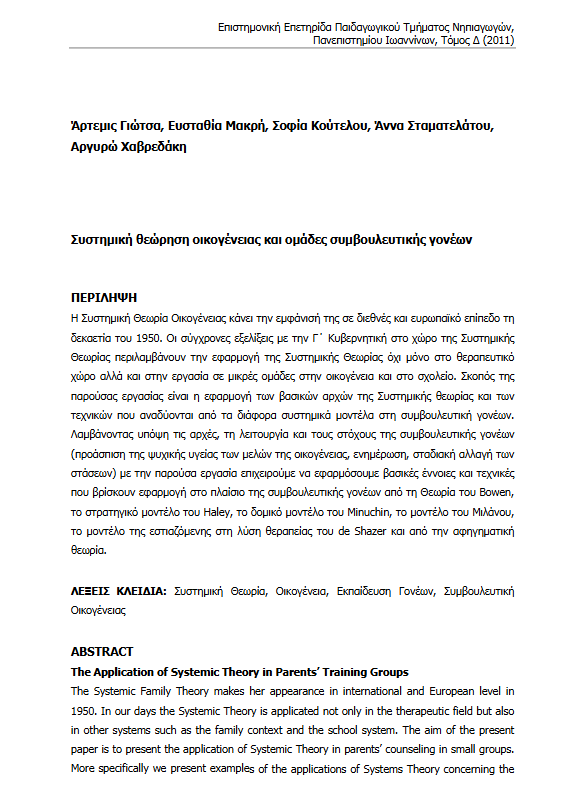 Επιστημονική Επετηρίδα Παιδαγωγικού Τμήματος Νηπιαγωγών,
Πανεπιστημίου Ιωαννίνων, Τόμος Δ (2011)
Άρτεμις Γιώτσα, Ευσταθία Μακρή, Σοφία Κούτελου, Άννα Σταματελάτου,
Αργυρώ Χαβρεδάκη
Συστημική θεώρηση οικογένειας και ομάδες συμβουλευτικής γονέων
ΠΕΡΙΛΗΨΗ
Η Συστημική Θεωρία Οικογένειας κάνει την εμφάνισή της σε διεθνές και ευρωπαϊκό επίπεδο τη
δεκαετία του 1950. Οι σύγχρονες εξελίξεις με την Γ΄ Κυβερνητική στο χώρο της Συστημικής
Θεωρίας περιλαμβάνουν την εφαρμογή της Συστημικής Θεωρίας όχι μόνο στο θεραπευτικό
χώρο αλλά και στην εργασία σε μικρές ομάδες στην οικογένεια και στο σχολείο. Σκοπός της
παρούσας εργασίας είναι η εφαρμογή των βασικών αρχών της Συστημικής θεωρίας και των
τεχνικών που αναδύονται από τα διάφορα συστημικά μοντέλα στη συμβουλευτική γονέων.
Λαμβάνοντας υπόψη τις αρχές, τη λειτουργία και τους στόχους της συμβουλευτικής γονέων
(προάσπιση της ψυχικής υγείας των μελών της οικογένειας, ενημέρωση, σταδιακή αλλαγή των
στάσεων) με την παρούσα εργασία επιχειρούμε να εφαρμόσουμε βασικές έννοιες και τεχνικές
που βρίσκουν εφαρμογή στο πλαίσιο της συμβουλευτικής γονέων από τη Θεωρία του Bowen,
το στρατηγικό μοντέλο του Haley, το δομικό μοντέλο του Minuchin, το μοντέλο του Μιλάνου,
το μοντέλο της εστιαζόμενης στη λύση θεραπείας του de Shazer και από την αφηγηματική
θεωρία.
ΛΕΞΕΙΣ ΚΛΕΙΔΙΑ: Συστημική Θεωρία, Οικογένεια, Εκπαίδευση Γονέων, Συμβουλευτική
Οικογένειας
ABSTRACT
The Application of Systemic Theory in Parents’ Training Groups
The Systemic Family Theory makes her appearance in international and European level in
1950. In our days the Systemic Theory is applicated not only in the therapeutic field but also
in other systems such as the family context and the school system. The aim of the present
paper is to present the application of Systemic Theory in parents’ counseling in small groups.
More specifically we present examples of the applications of Systems Theory concerning the